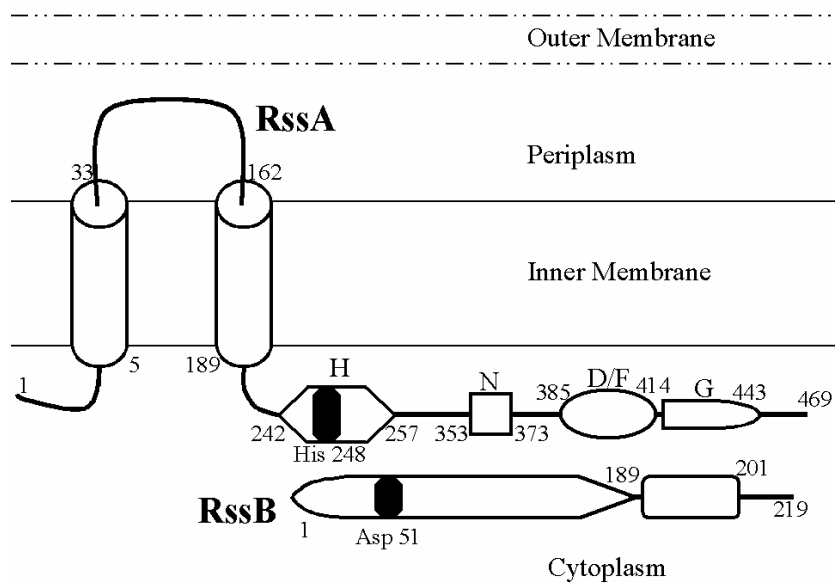 Outer Membrane
RssA
Periplasm
33
162
Inner Membrane
5
189
1
H
N
D/F
385
414
G
443
469
242
257
353
373
His 248
189
201
RssB
1
Asp 51
219
Cytoplasm